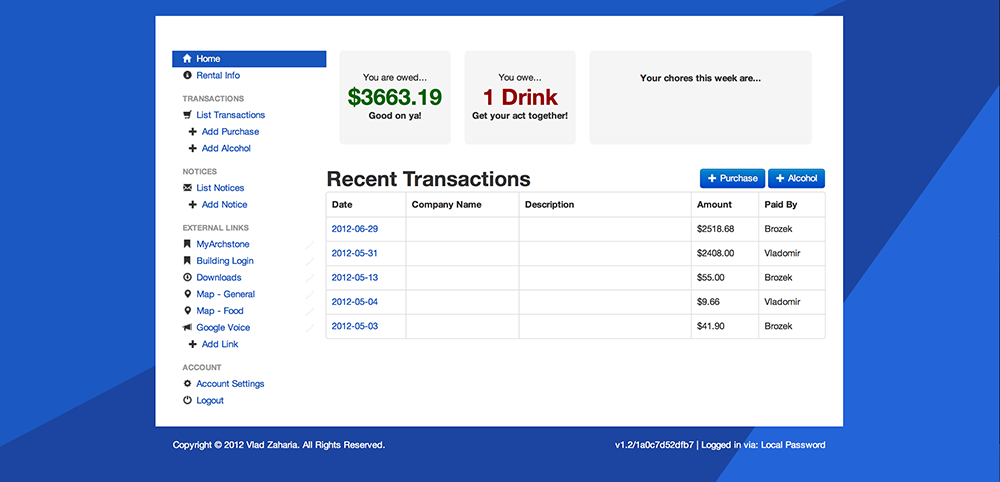 Home
Rental Info
TRANSACTIONS
List Transactions
Add Purchase
Add Alcohol
NOTICES
List Notices
Add Notice
EXTERNAL LINKS
MyArchstone
Building Login
Downloads
Map - General
Map - Food
Google Voice
Add Link
ACCOUNT
Account Settings
Logout
You are owed...
$3663.19
Good on ya!
You owe...
1 Drink
Get your act together!
Your chores this week are...
Recent Transactions
Purchase
Alcohol
Date Company Name Description Amount Paid By
2012-06-29 $2518.68 Brozek
2012-05-31 $2408.00 Vladomir
2012-05-13 $55.00 Brozek
2012-05-04 $9.66 Vladomir
2012-05-03 $41.90 Brozek
Copyright © 2012 Vlad Zaharia. All Rights Reserved.
v1.2/1a0c7d52dfb7 | Logged in via: Local Password